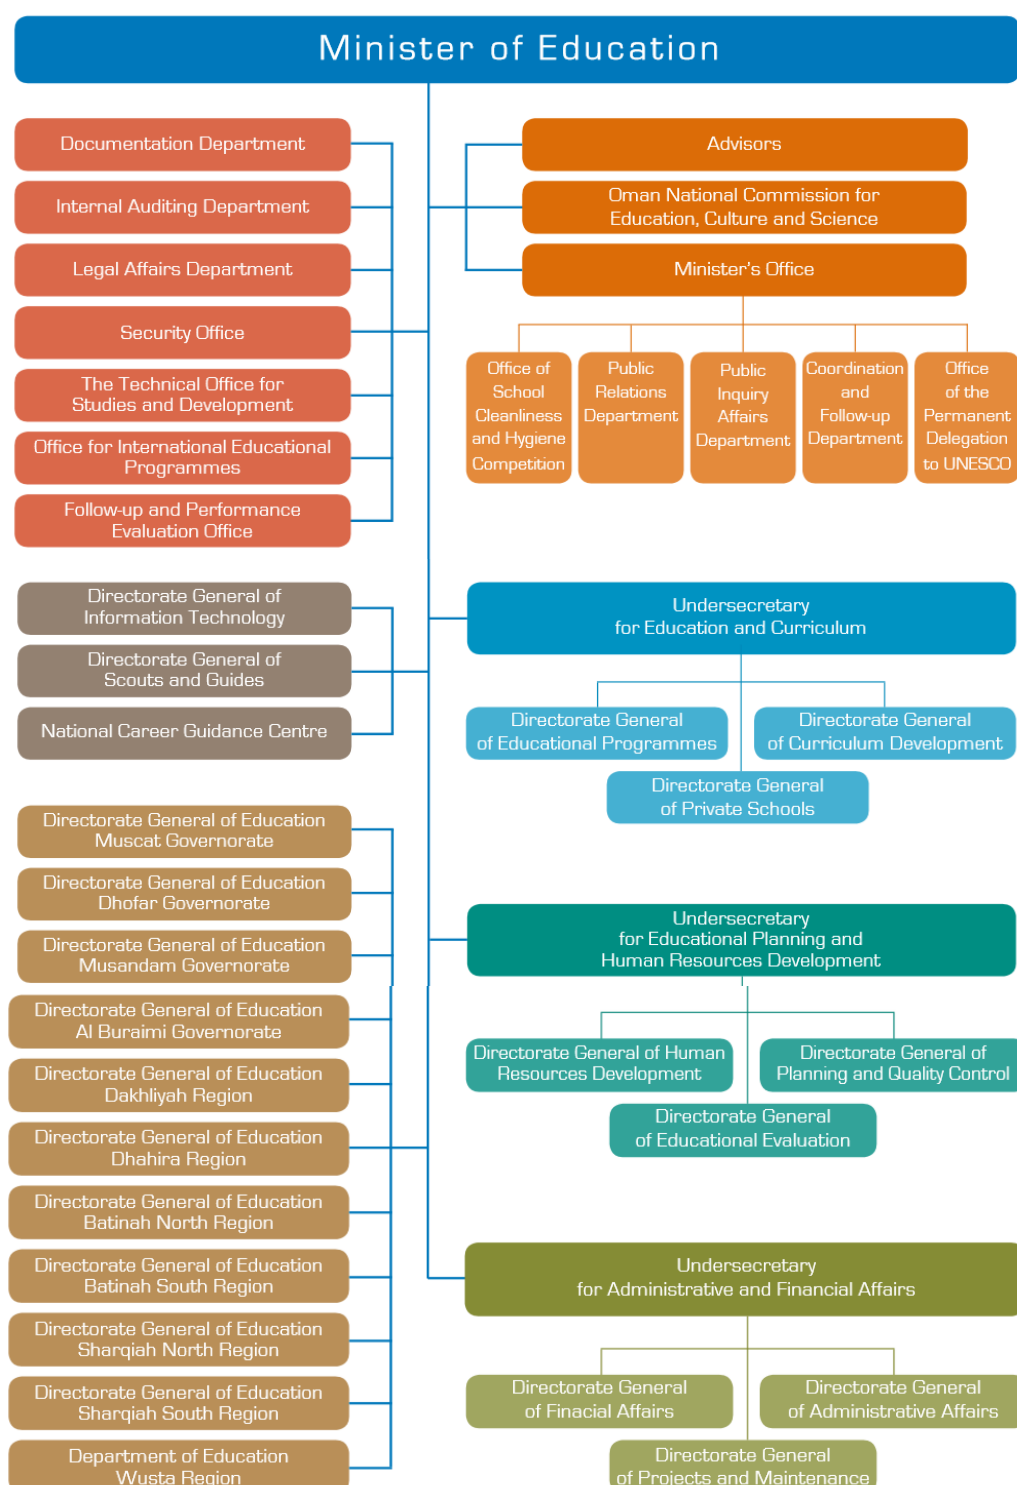 Minister of Education
Documentation Department
Internal Auditing Department
Legal Affairs Department
Security Office
The Technical Office for
Studies and Development
Office for International Educational
Programmes
Follow-up and Performance
Evaluation Office
Advisors
Oman National Commission for
Education, Culture and Science
Minister's Office
Office of
School
Cleanliness
and Hygiene
Competition
Public
Relations
Department
Public
Inquiry
Affairs
Department
Coordination
and
Follow-up
Department
Office
of the
Permanent
Delegation
to UNESCO
Directorate General of
Information Technology
Directorate General of
Scouts and Guides
National Career Guidance Centre
Undersecretary
for Education and Curriculum
Directorate General
of Educational Programmes
Directorate General
of Curriculum Development
Directorate General
of Private Schools
Directorate General of Education
Muscat Governorate
Directorate General of Education
Dhofar Governorate
Directorate General of Education
Musandam Governorate
Directorate General of Education
Al Buraimi Governorate
Directorate General of Education
Dakhliyah Region
Directorate General of Education
Dhahira Region
Directorate General of Education
Batinah North Region
Directorate General of Education
Batinah South Region
Directorate General of Education
Sharqiah North Region
Directorate General of Education
Sharqiah South Region
Department of Education
Wusta Region
Undersecretary
for Educational Planning and
Human Resources Development
Directorate General of Human
Resources Development
Directorate General of
Planning and Quality Control
Directorate General
of Educational Evaluation
Undersecretary
for Administrative and Financial Affairs
Directorate General
of Finacial Affairs
Directorate General
of Administrative Affairs
Directorate General
of Projects and Maintenance